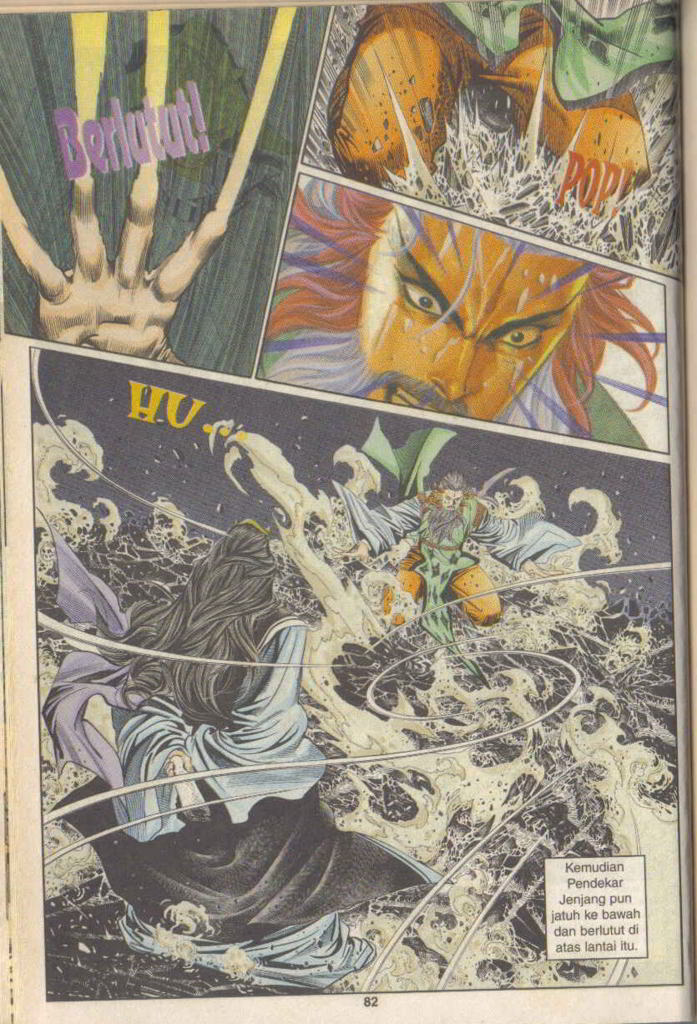 Berlutut!
POP!
HU...
Kemudian
Pendekar
Jenjang pun
jatuh ke bawah
dan berlutut di
atas lantai itu.
82